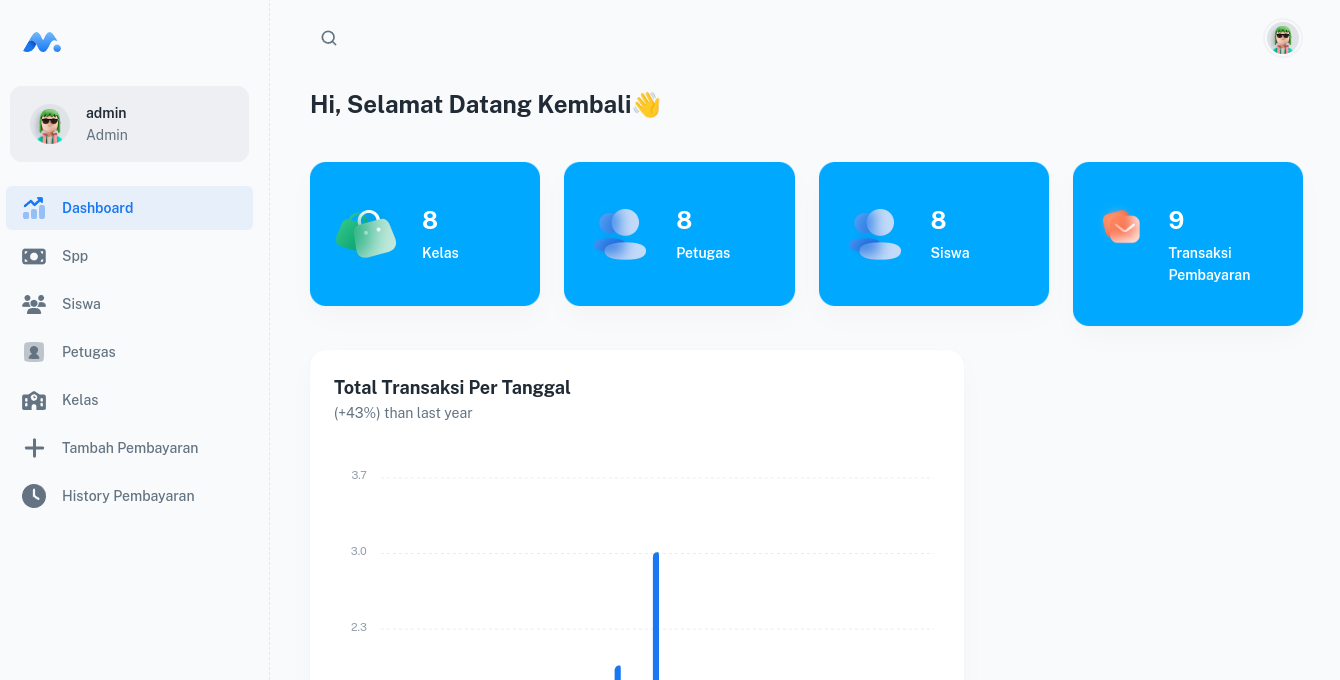 admin
Admin
Dashboard
Spp
Siswa
Petugas
Kelas
Tambah Pembayaran
History Pembayaran
Hi, Selamat Datang Kembali👋
8
Kelas
8
Petugas
8
Siswa
9
Transaksi
Pembayaran
Total Transaksi Per Tanggal
(+43%) than last year
3.7
3.0
2.3